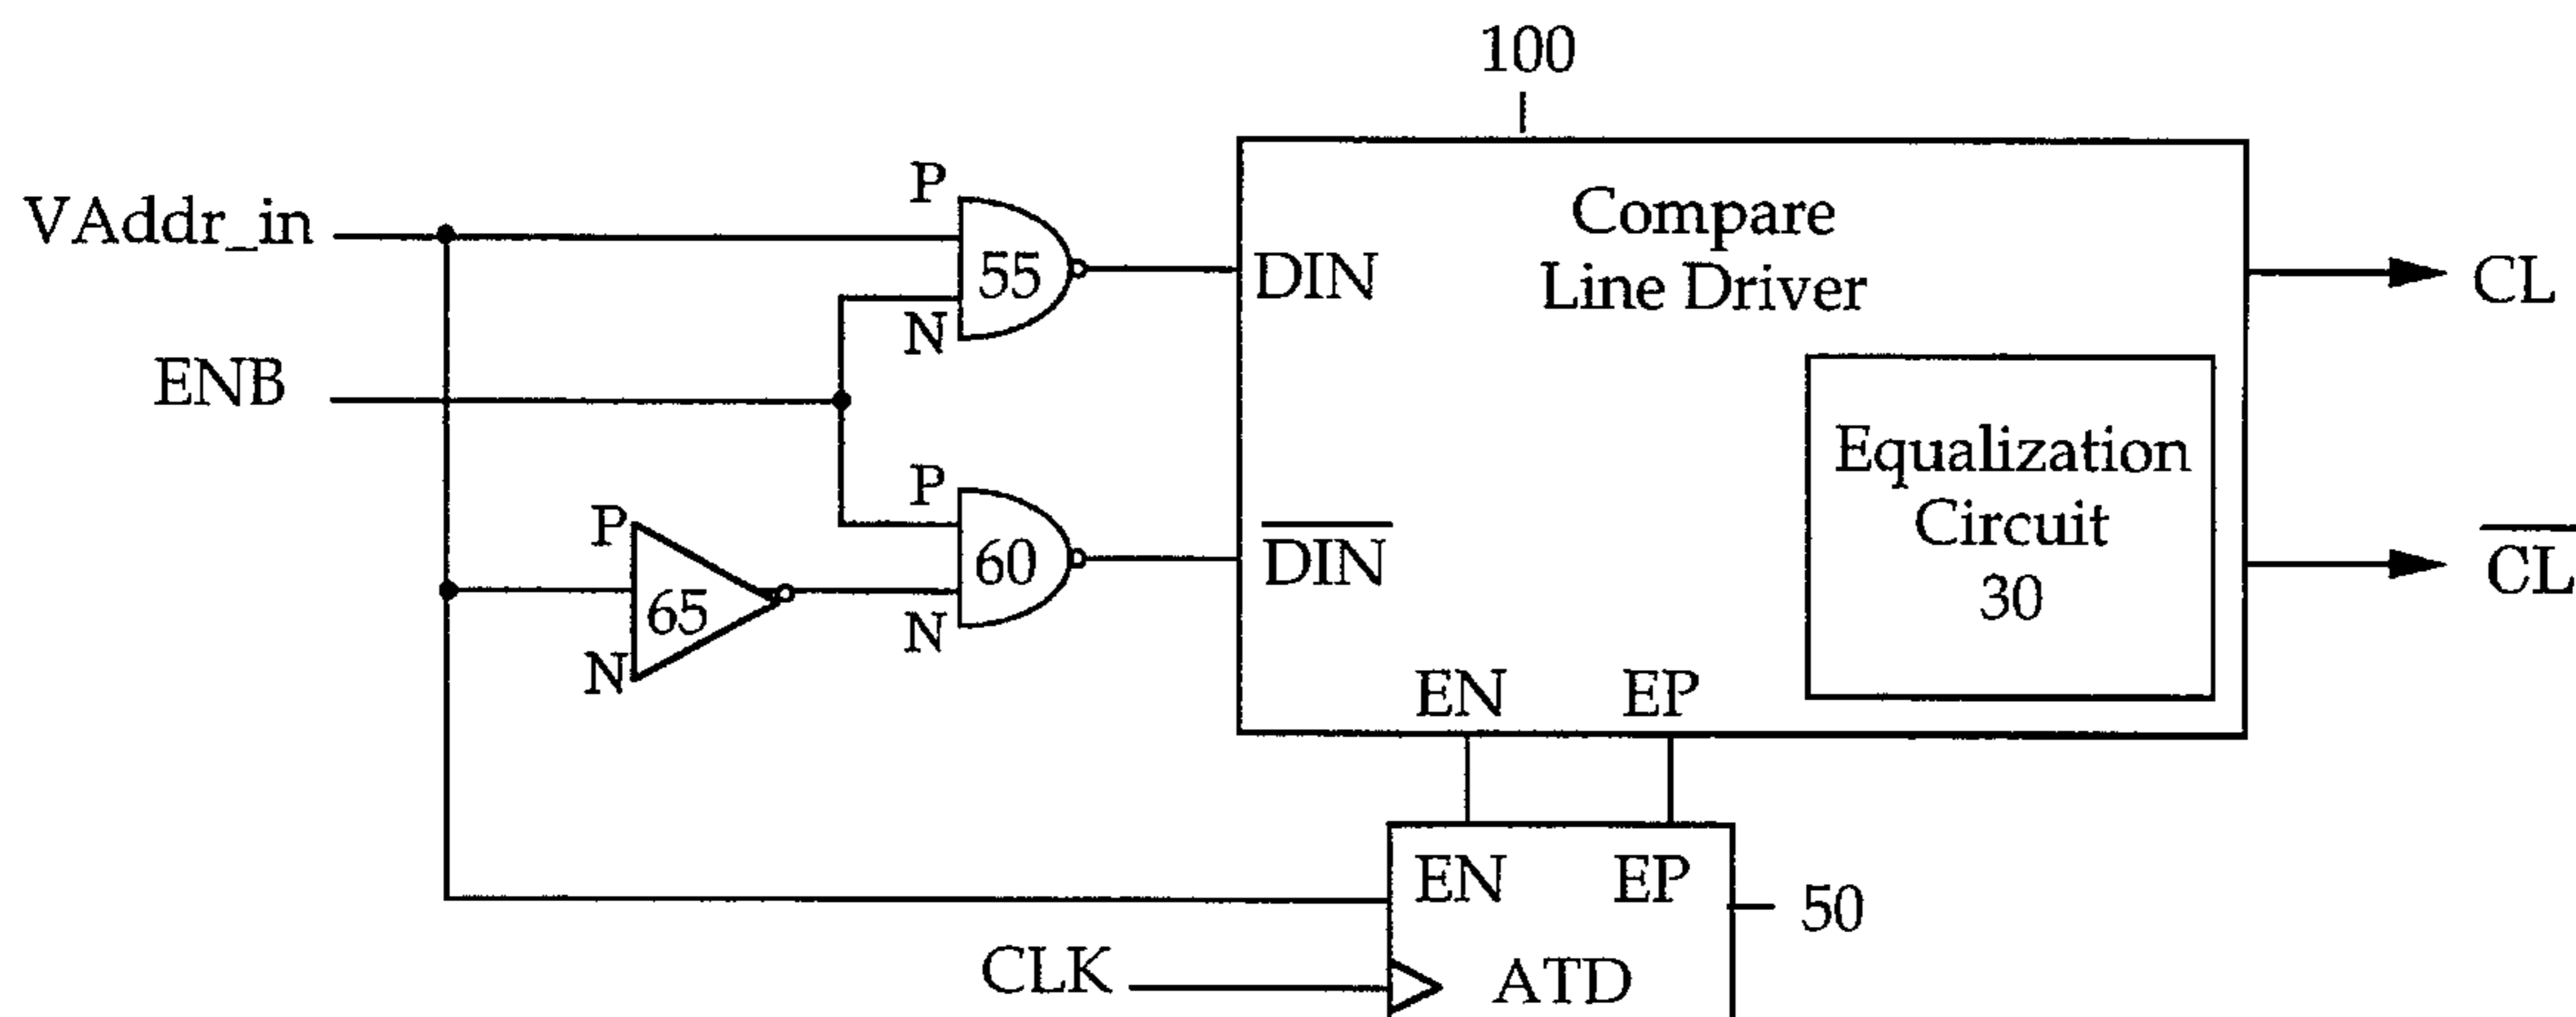 100
VAddr_in
P
55
N
DIN
Compare
Line Driver
CL
ENB
P
60
N
P
65
N
DIN
Equalization
Circuit
30
CL
EN EP
EN EP
50
CLK
ATD